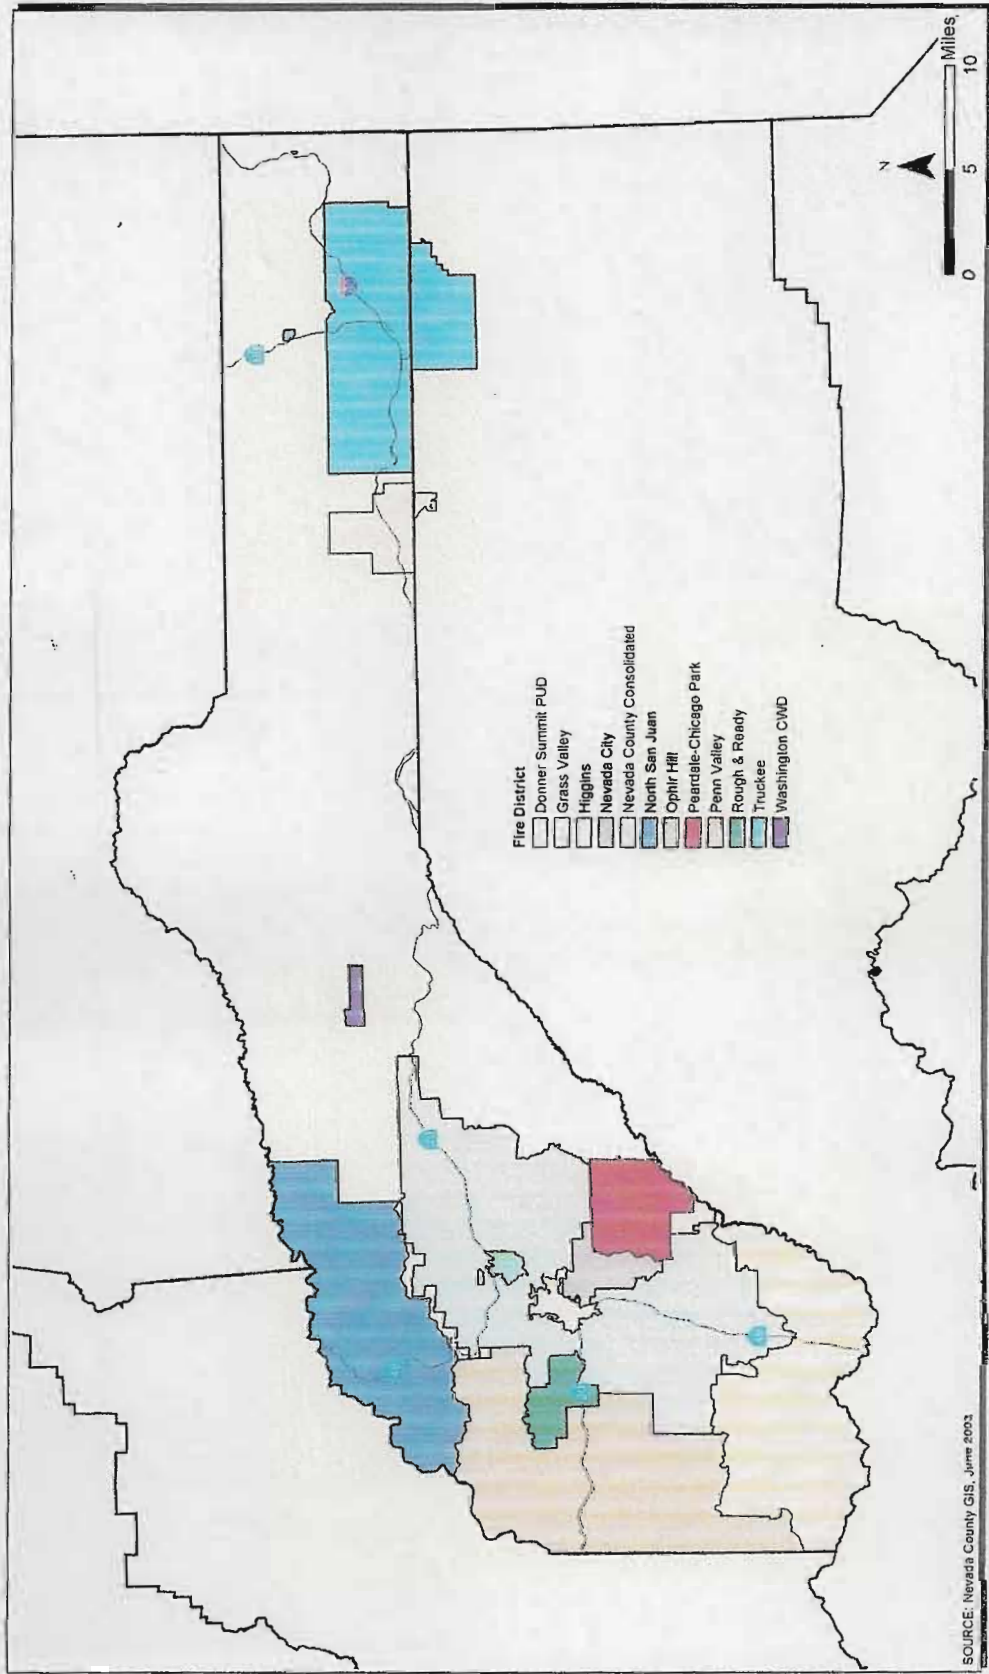 Fire District
Donner Summit PUD
Grass Valley
Higgins
Nevada City
Nevada County Consolidated
North San Juan
Ophir Hill
Peardale-Chicago Park
Penn Valley
Rough & Ready
Truckee
Washington CWD
N
0 5 10 Miles
SOURCE: Nevada County GIS, June 2003